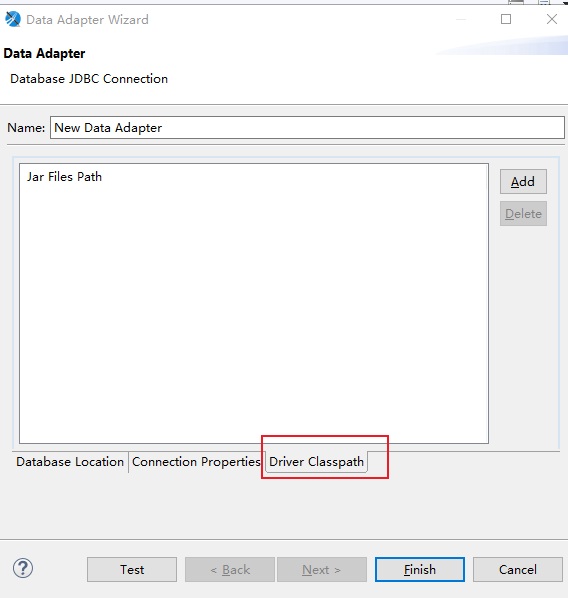 Data Adapter Wizard
Data Adapter
Database JDBC Connection
Name: New Data Adapter
Jar Files Path
Add
Delete
Database Location Connection Properties Driver Classpath
? Test < Back Next > Finish Cancel